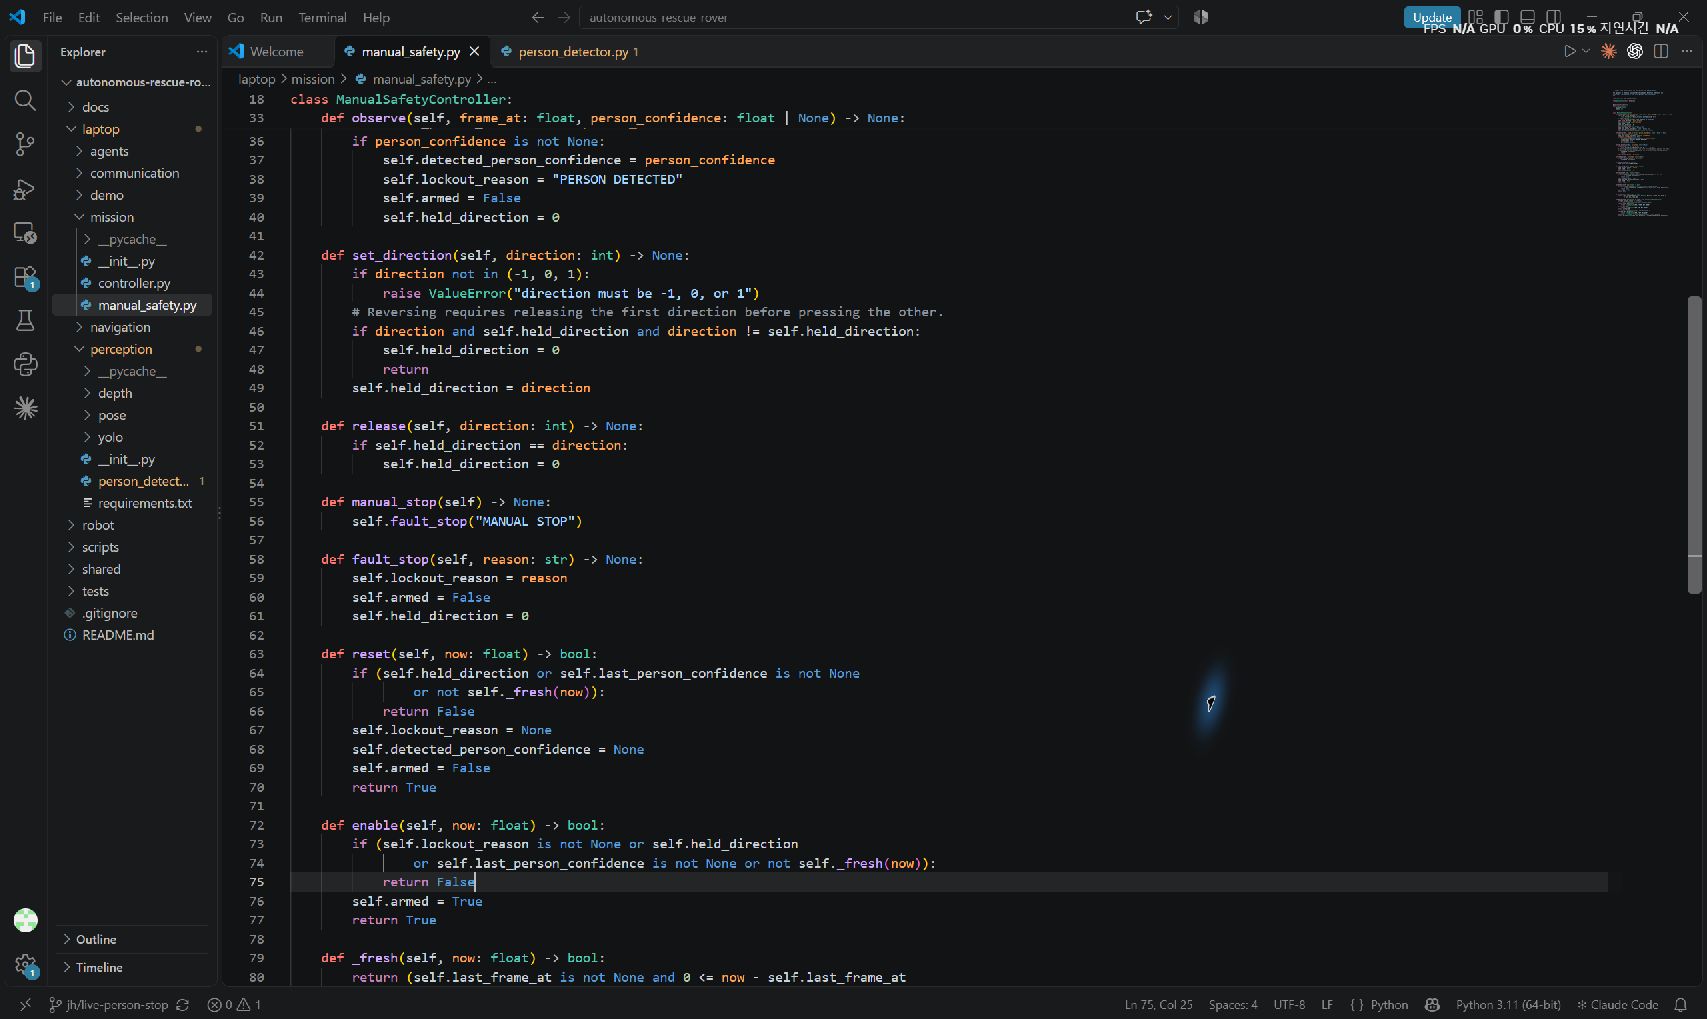 File Edit Selection View Go Run Terminal Help
autonomous-rescue-rover
Update
FPS N/A GPU 0% CPU 15% 지연시간 N/A
Explorer
Welcome
manual_safety.py
person_detector.py 1
laptop > mission > manual_safety.py > ...
autonomous-rescue-ro...
docs
laptop
agents
communication
demo
mission
__pycache__
__init__.py
controller.py
manual_safety.py
navigation
perception
__pycache__
depth
pose
yolo
__init__.py
person_detect... 1
requirements.txt
robot
scripts
shared
tests
.gitignore
README.md
Outline
Timeline
18 class ManualSafetyController:
33 def observe(self, frame_at: float, person_confidence: float | None) -> None:
36 if person_confidence is not None:
37 self.detected_person_confidence = person_confidence
38 self.lockout_reason = "PERSON DETECTED"
39 self.armed = False
40 self.held_direction = 0
41
42 def set_direction(self, direction: int) -> None:
43 if direction not in (-1, 0, 1):
44 raise ValueError("direction must be -1, 0, or 1")
45 # Reversing requires releasing the first direction before pressing the other.
46 if direction and self.held_direction and direction != self.held_direction:
47 self.held_direction = 0
48 return
49 self.held_direction = direction
50
51 def release(self, direction: int) -> None:
52 if self.held_direction == direction:
53 self.held_direction = 0
54
55 def manual_stop(self) -> None:
56 self.fault_stop("MANUAL STOP")
57
58 def fault_stop(self, reason: str) -> None:
59 self.lockout_reason = reason
60 self.armed = False
61 self.held_direction = 0
62
63 def reset(self, now: float) -> bool:
64 if (self.held_direction or self.last_person_confidence is not None
65 or not self._fresh(now)):
66 return False
67 self.lockout_reason = None
68 self.detected_person_confidence = None
69 self.armed = False
70 return True
71
72 def enable(self, now: float) -> bool:
73 if (self.lockout_reason is not None or self.held_direction
74 or self.last_person_confidence is not None or not self._fresh(now)):
75 return False
76 self.armed = True
77 return True
78
79 def _fresh(self, now: float) -> bool:
80 return (self.last_frame_at is not None and 0 <= now - self.last_frame_at
1
1
jh/live-person-stop 0 1
Ln 75, Col 25 Spaces: 4 UTF-8 LF {} Python Python 3.11 (64-bit) Claude Code